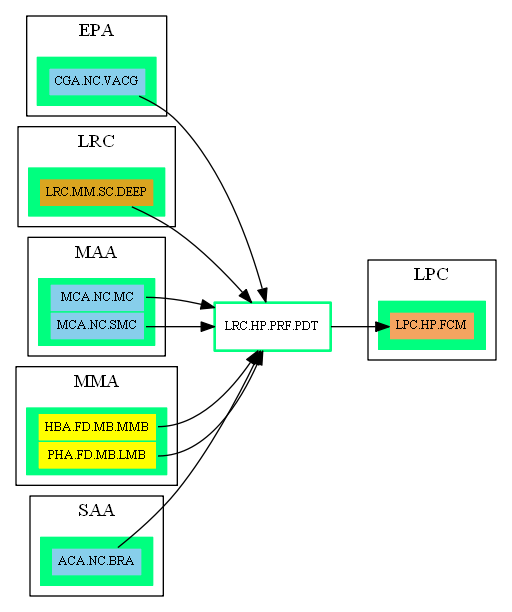 EPA
CGA.NC.VACG
LRC
LRC.MM.SC.DEEP
MAA
MCA.NC.MC
MCA.NC.SMC
MMA
HBA.FD.MB.MMB
PHA.FD.MB.LMB
SAA
ACA.NC.BRA
LRC.HP.PRF.PDT
LPC
LPC.HP.FCM